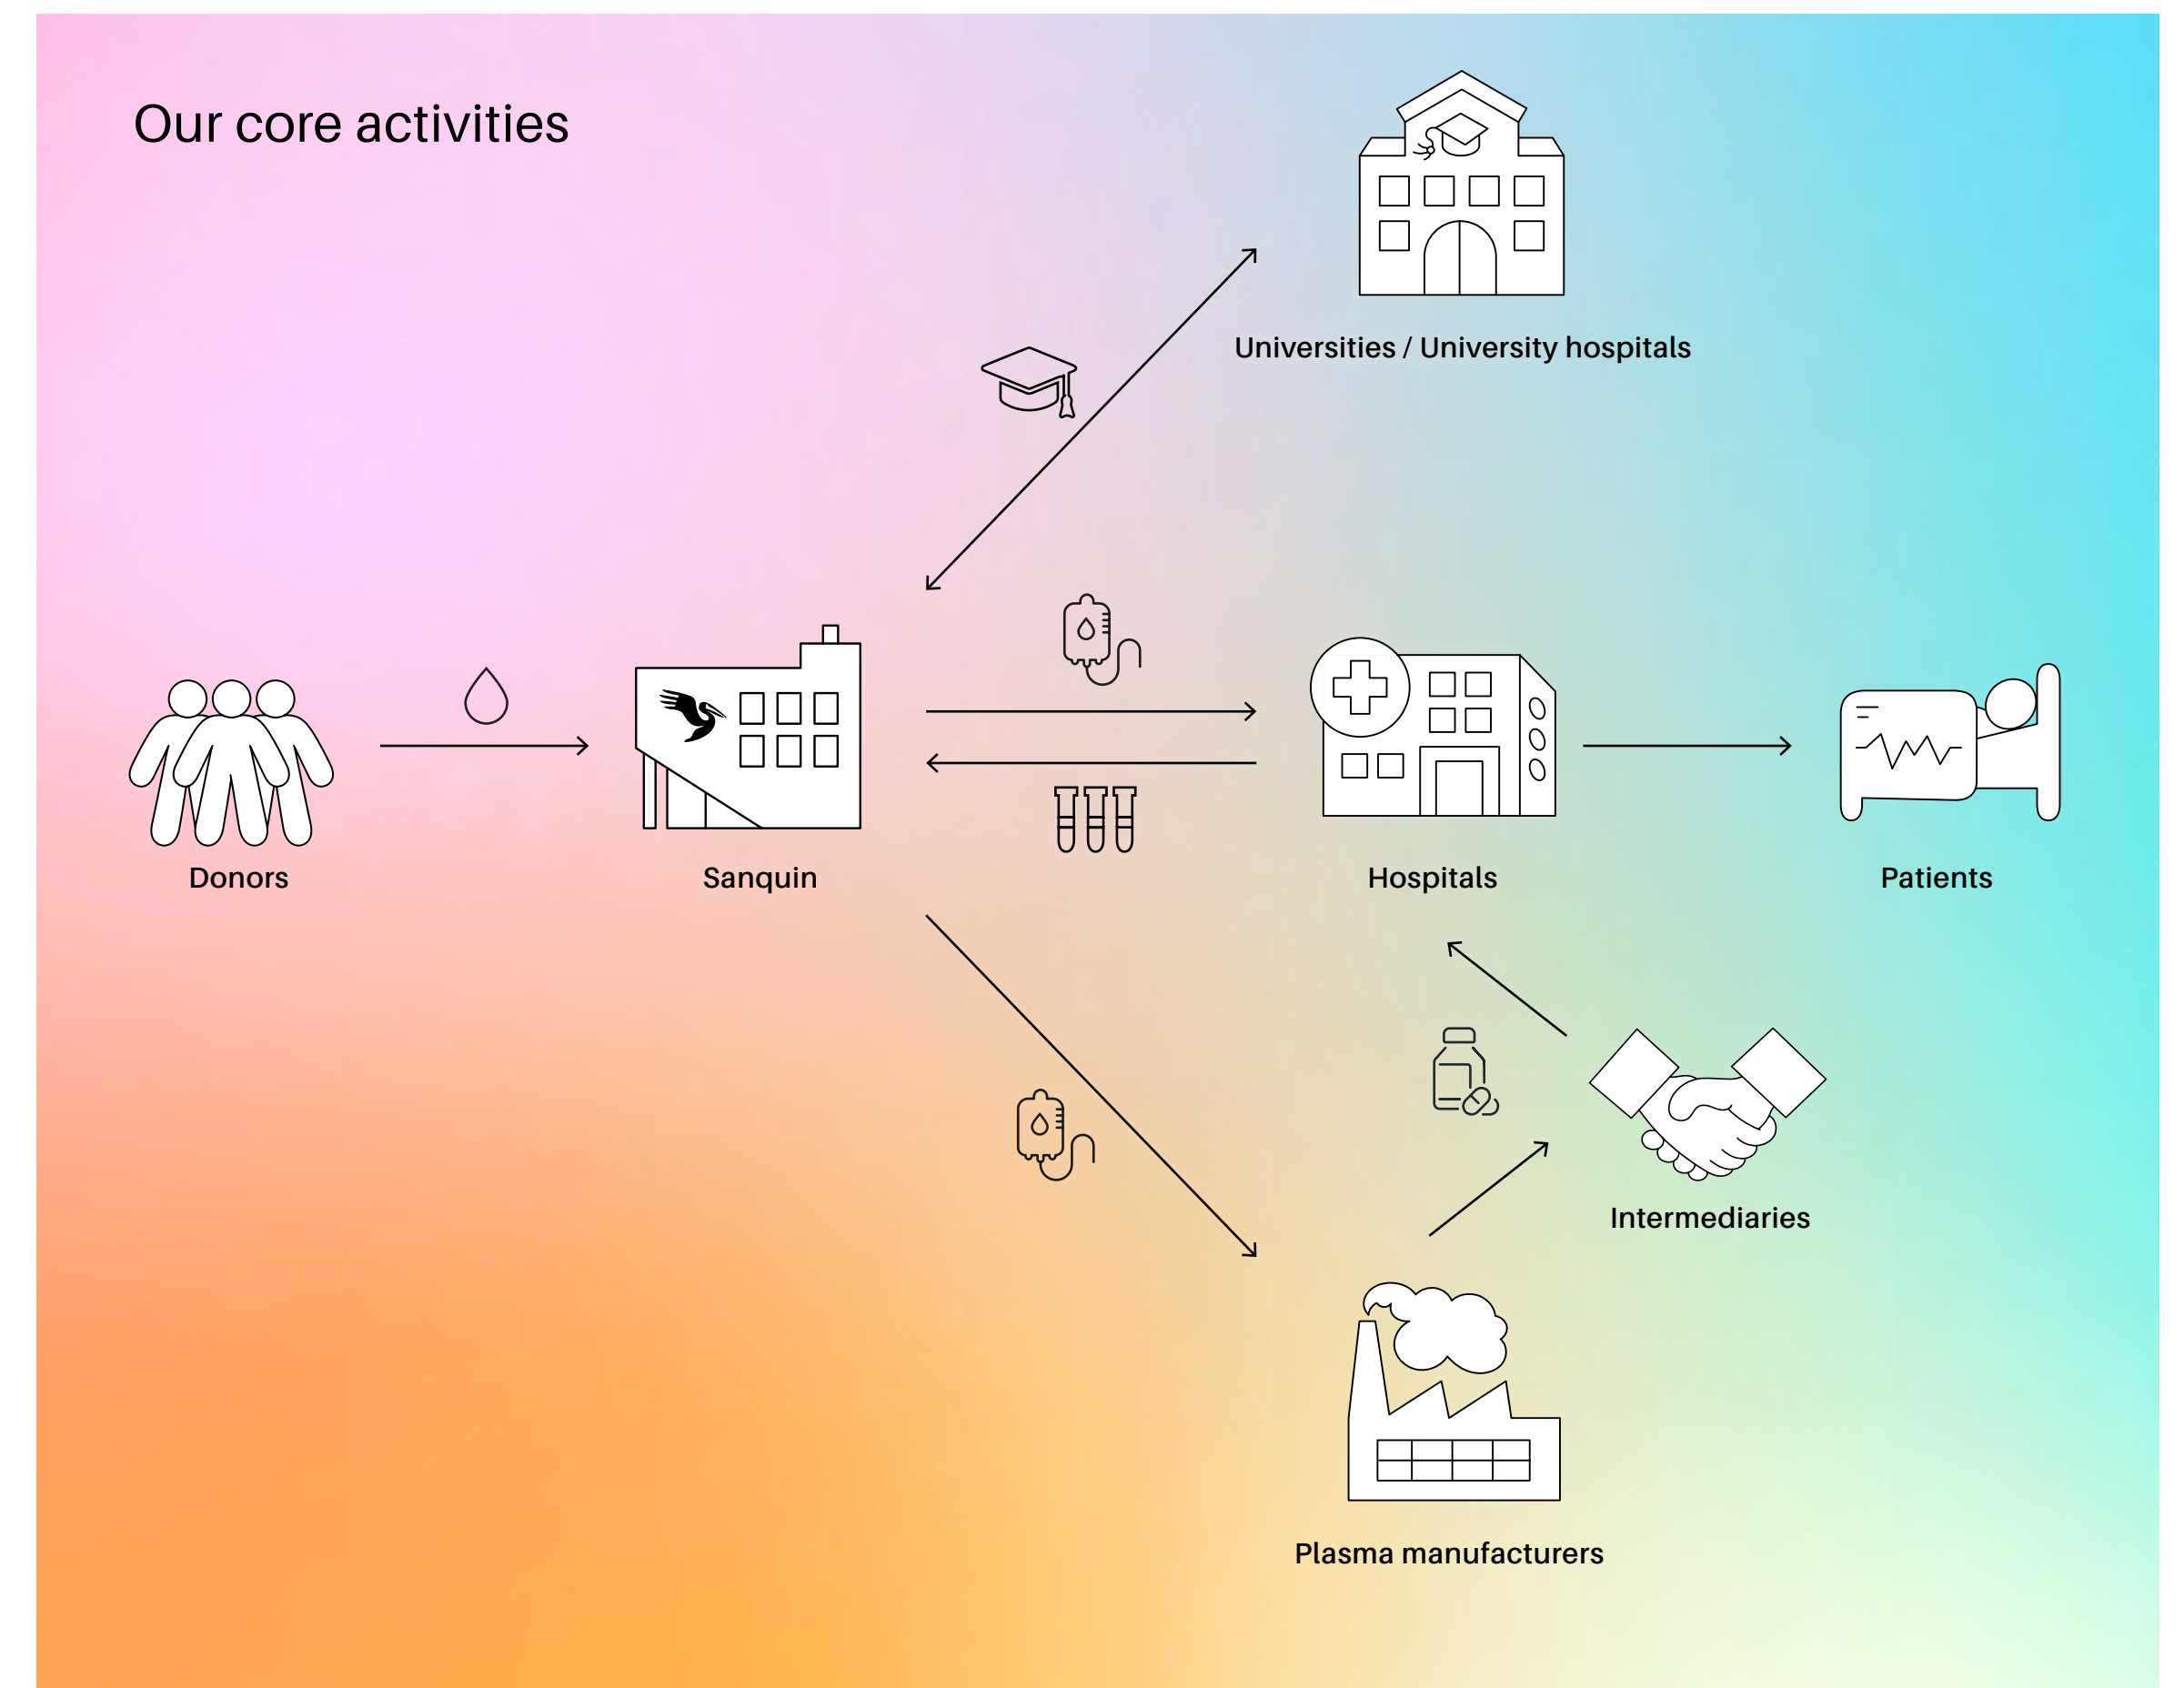 Our core activities
Universities / University hospitals
Donors
Sanquin
Hospitals
Patients
Intermediaries
Plasma manufacturers